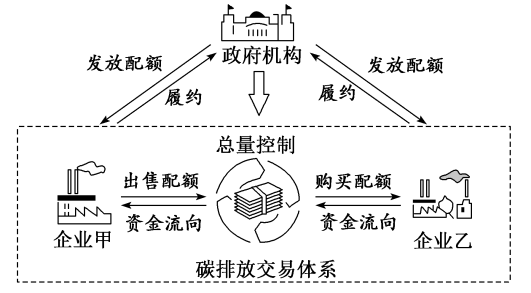 政府机构
发放配额
发放配额
履约
履约
总量控制
出售配额
购买配额
资金流向
资金流向
企业甲
企业乙
碳排放交易体系